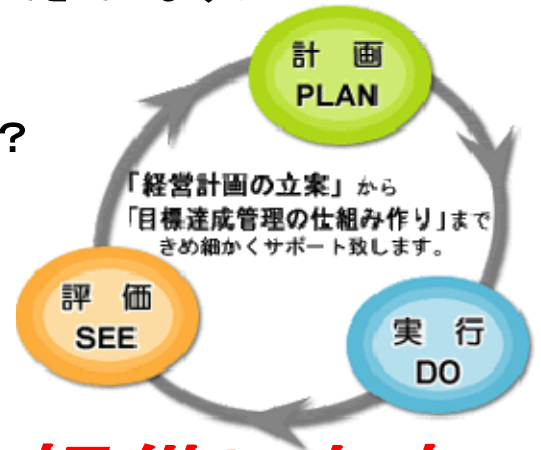 ？
計 画
PLAN
「経営計画の立案」から
「目標達成管理の仕組み作り」まで
きめ細かくサポート致します。
評 価
SEE
実 行
DO